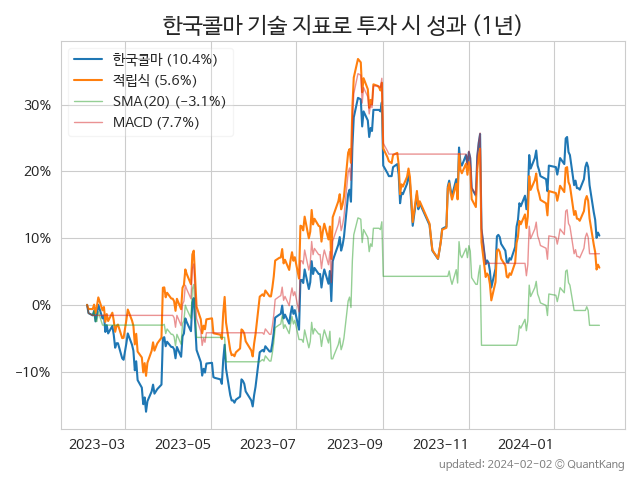 한국콜마 기술 지표로 투자 시 성과 (1년)
한국콜마 (10.4%)
적립식 (5.6%)
SMA(20) (−3.1%)
MACD (7.7%)
30%
20%
10%
0%
−10%
2023-03
2023-05
2023-07
2023-09
2023-11
2024-01
updated: 2024-02-02 © QuantKang